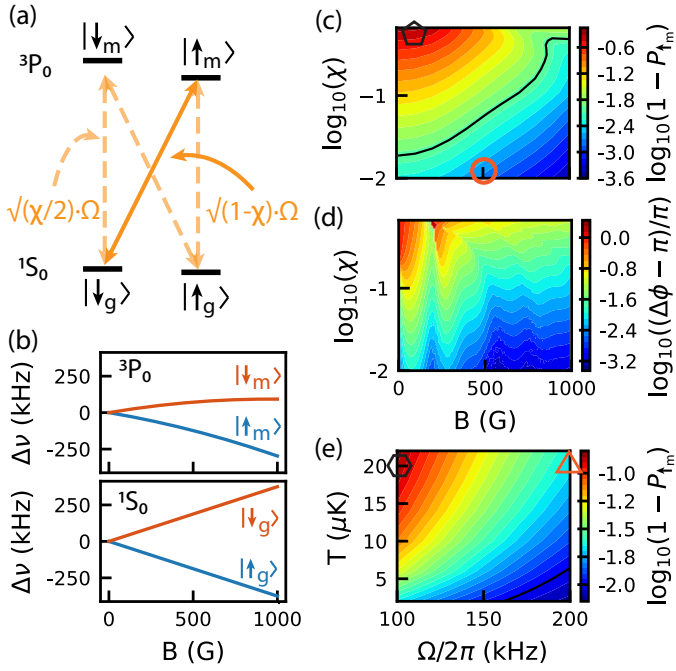 (a)
|↓m⟩
|↑m⟩
³P₀
√(χ/2)·Ω
√(1-χ)·Ω
¹S₀
|↓g⟩
|↑g⟩
(b)
³P₀
|↓m⟩
|↑m⟩
250
0
-250
Δν (kHz)
¹S₀
|↓g⟩
|↑g⟩
250
0
-250
Δν (kHz)
0
500
1000
B (G)
(c)
log₁₀(χ)
-1
-2
-0.6
-1.2
-1.8
-2.4
-3.0
-3.6
log₁₀(1 − P↑m)
(d)
log₁₀(χ)
-1
-2
0
500
1000
B (G)
0.0
-0.8
-1.6
-2.4
-3.2
log₁₀((Δϕ − π)/π)
(e)
T (μK)
20
15
10
5
100
150
200
Ω/2π (kHz)
-1.0
-1.2
-1.5
-1.8
-2.0
log₁₀(1 − P↑m)